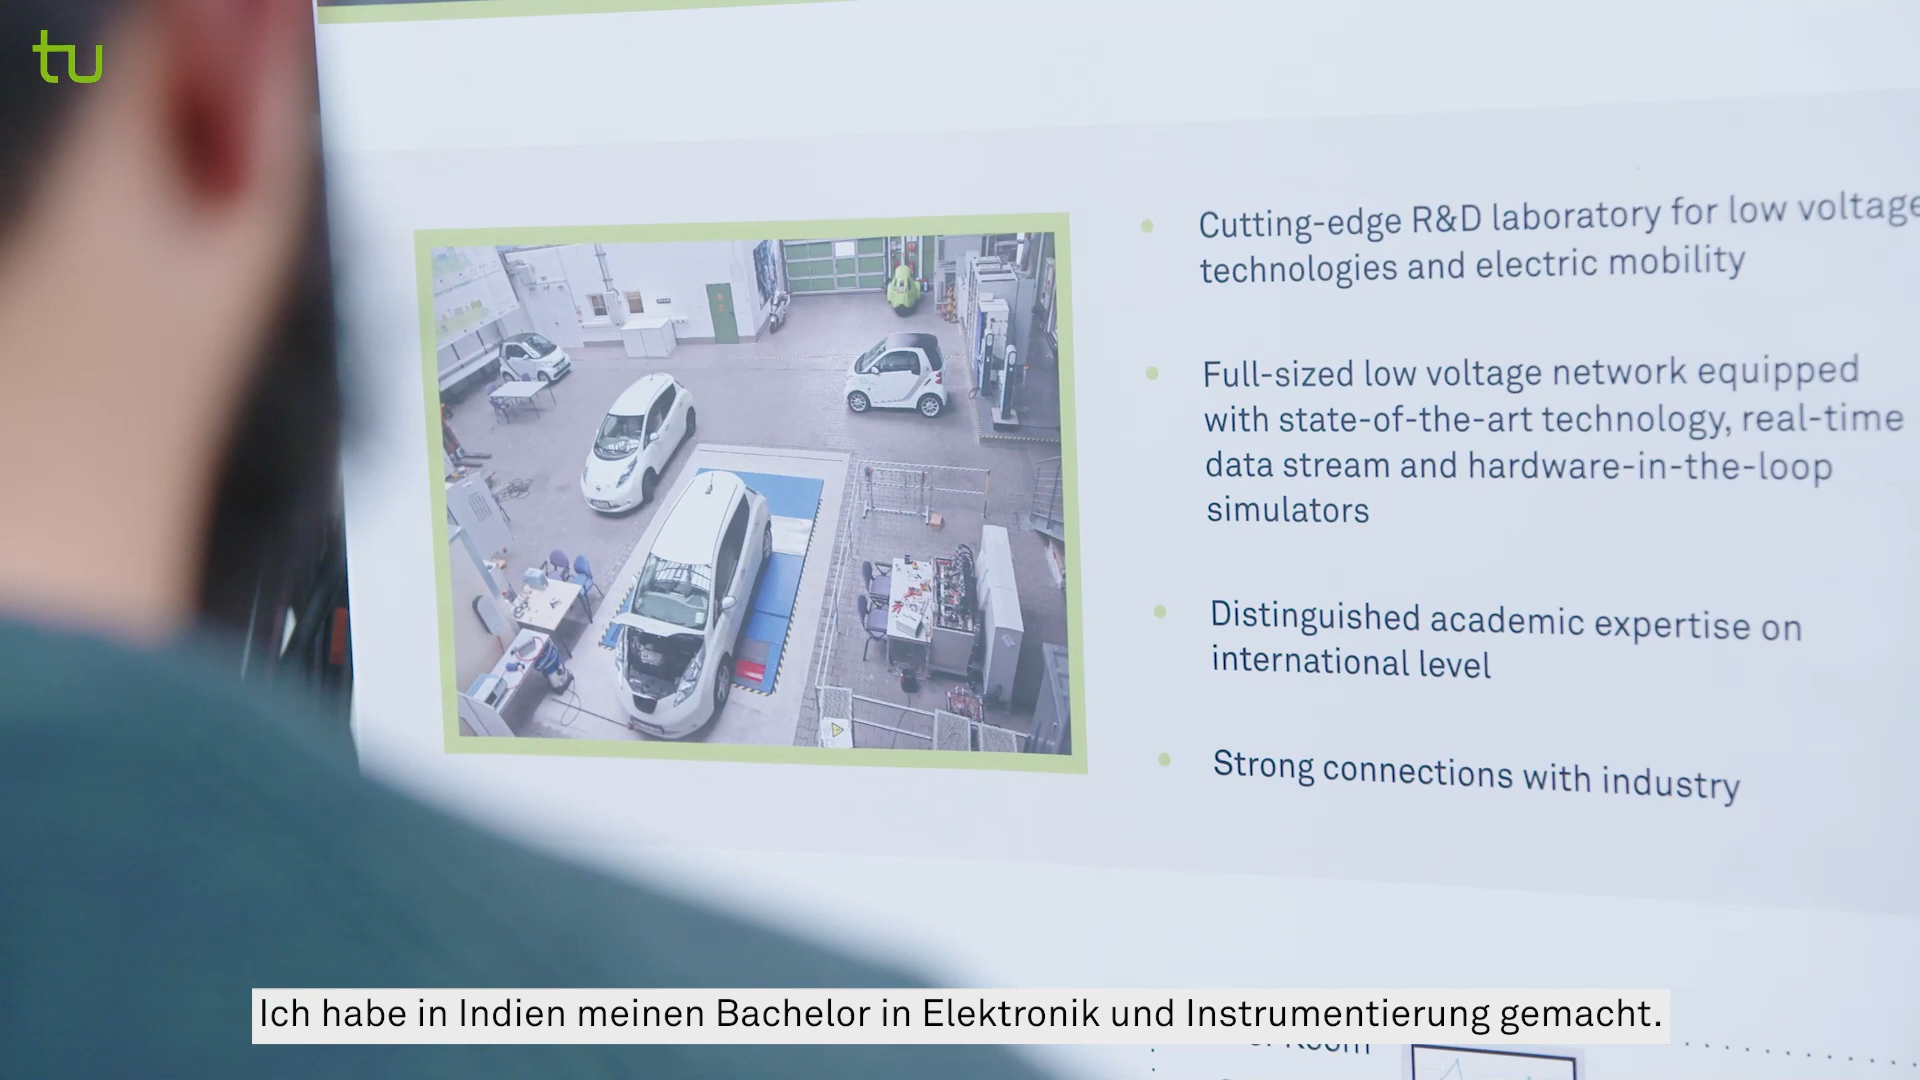 tu
Cutting-edge R&D laboratory for low voltage
technologies and electric mobility
Full-sized low voltage network equipped
with state-of-the-art technology, real-time
data stream and hardware-in-the-loop
simulators
Distinguished academic expertise on
international level
Strong connections with industry
Ich habe in Indien meinen Bachelor in Elektronik und Instrumentierung gemacht.